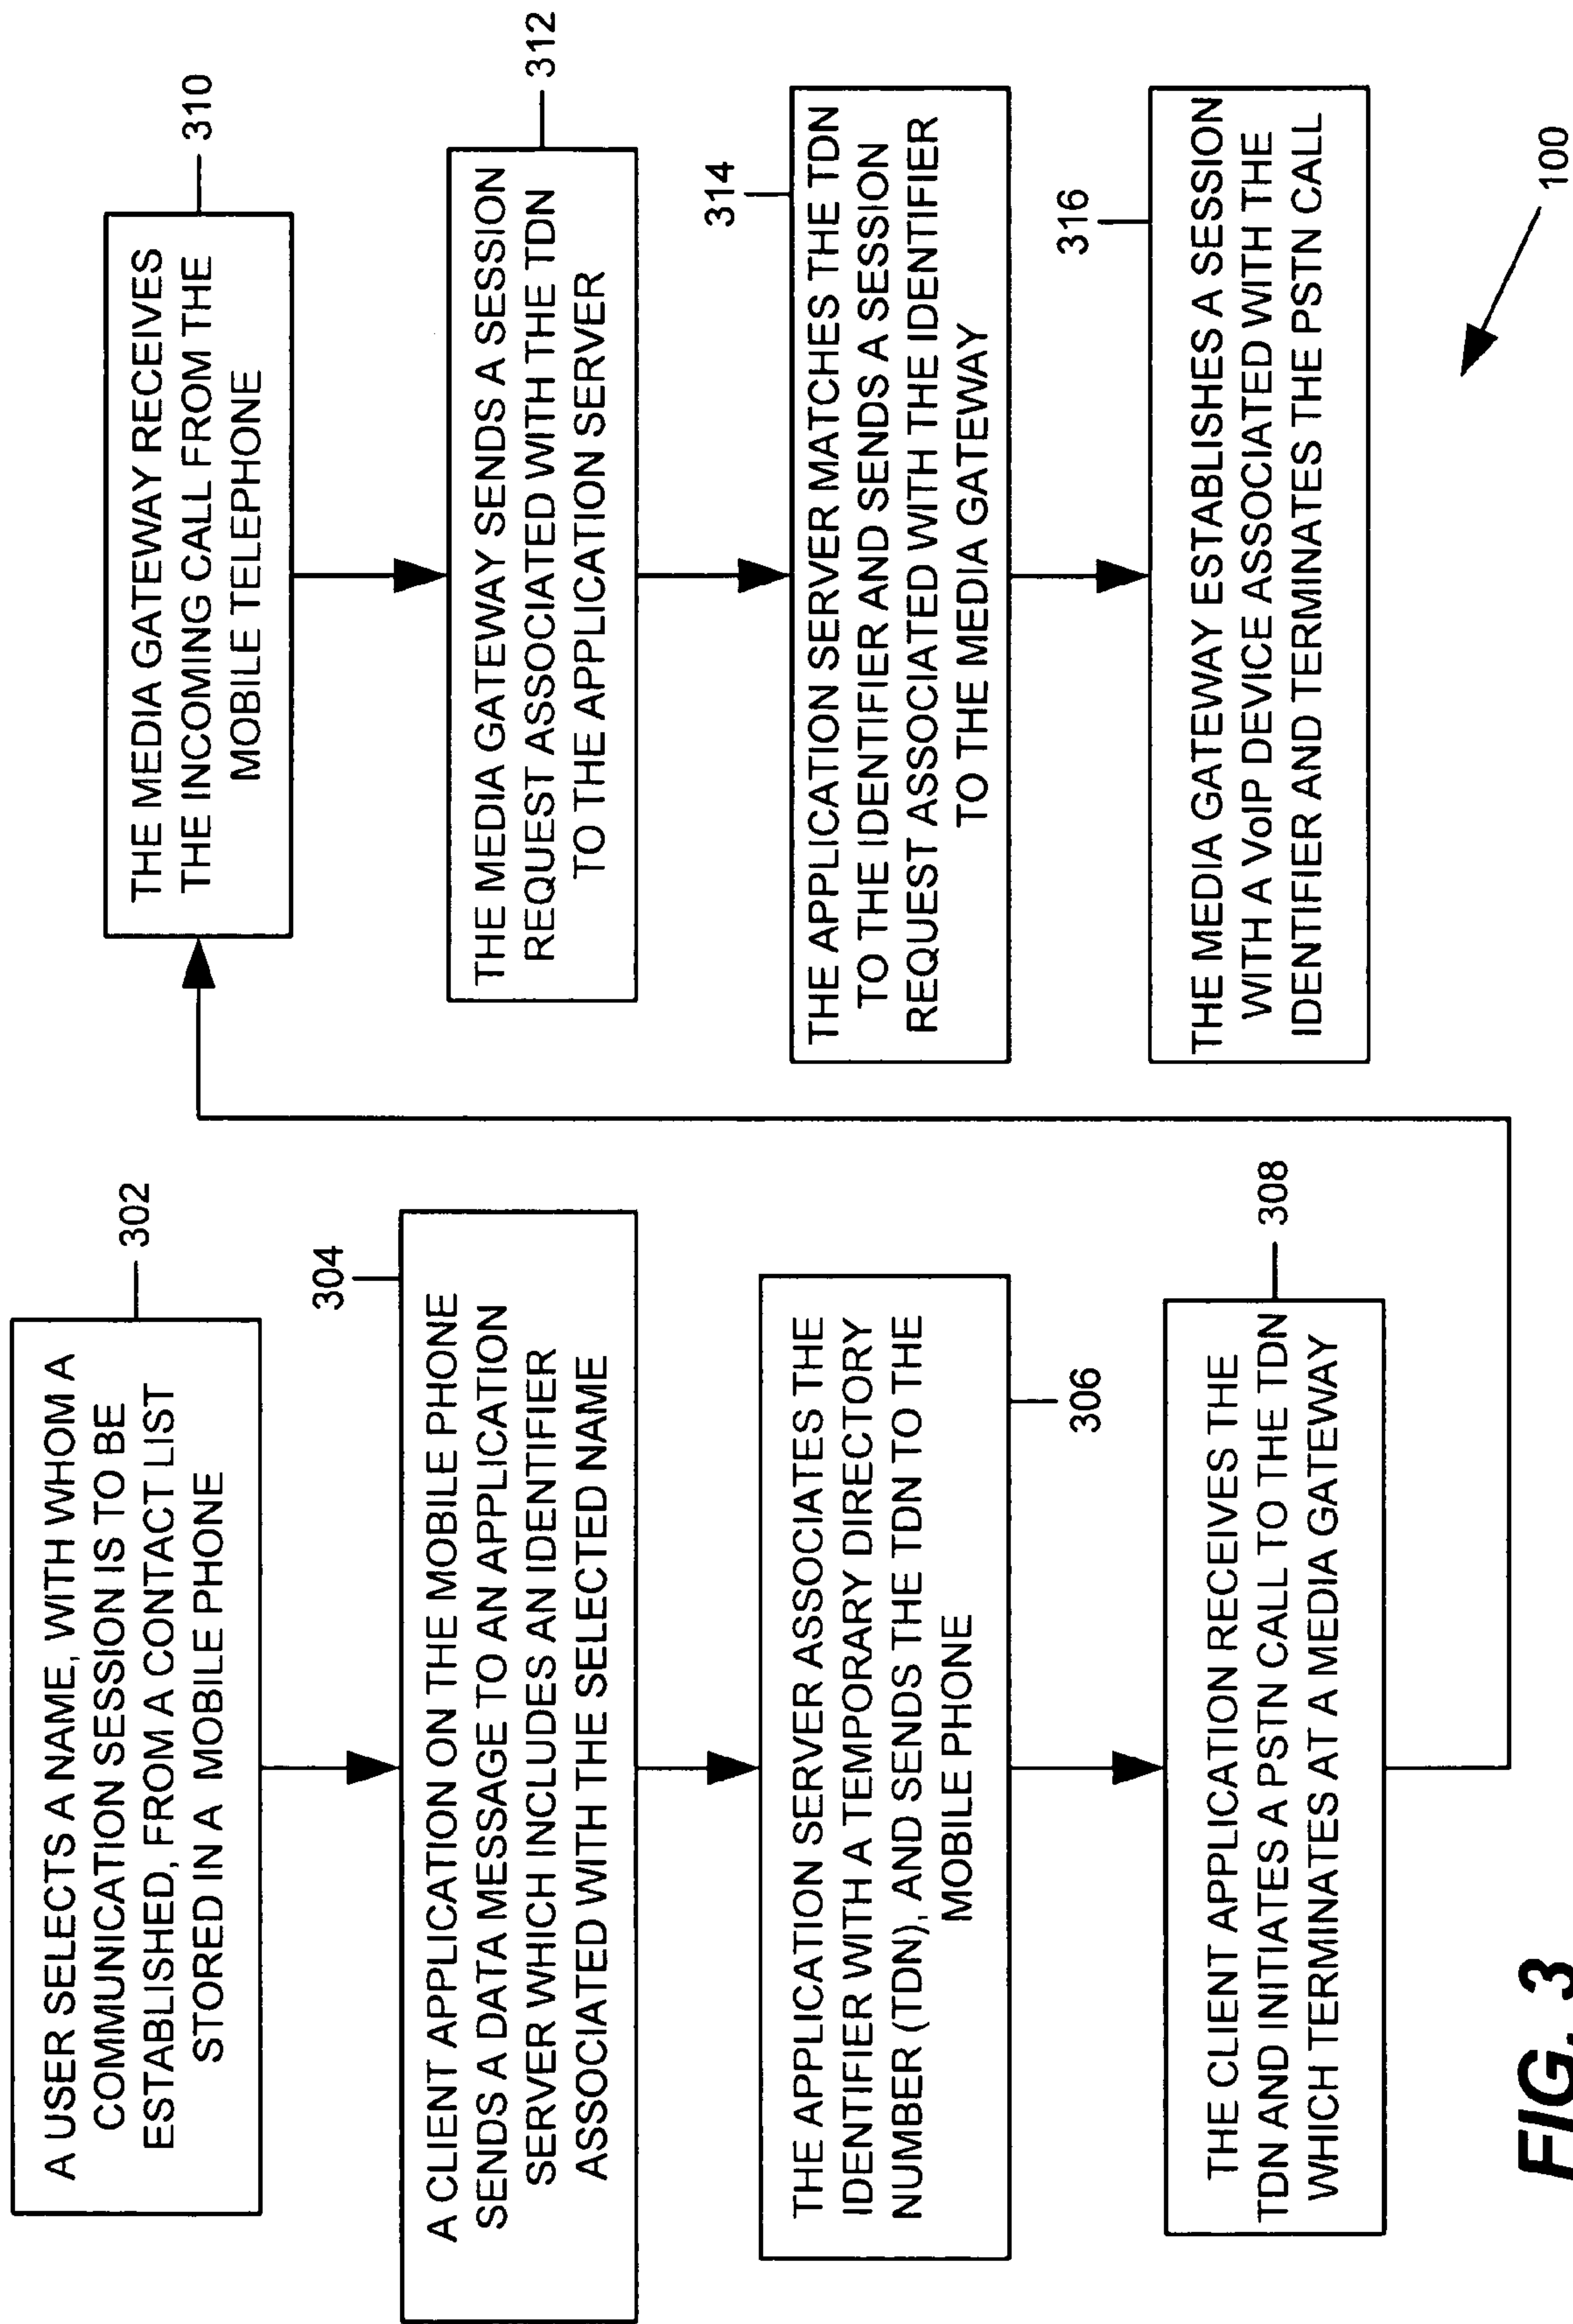 A USER SELECTS A NAME, WITH WHOM A
COMMUNICATION SESSION IS TO BE
ESTABLISHED, FROM A CONTACT LIST
STORED IN A MOBILE PHONE
302
304
A CLIENT APPLICATION ON THE MOBILE PHONE
SENDS A DATA MESSAGE TO AN APPLICATION
SERVER WHICH INCLUDES AN IDENTIFIER
ASSOCIATED WITH THE SELECTED NAME
THE APPLICATION SERVER ASSOCIATES THE
IDENTIFIER WITH A TEMPORARY DIRECTORY
NUMBER (TDN), AND SENDS THE TDN TO THE
MOBILE PHONE
306
THE CLIENT APPLICATION RECEIVES THE
TDN AND INITIATES A PSTN CALL TO THE TDN
WHICH TERMINATES AT A MEDIA GATEWAY
308
THE MEDIA GATEWAY RECEIVES
THE INCOMING CALL FROM THE
MOBILE TELEPHONE
310
THE MEDIA GATEWAY SENDS A SESSION
REQUEST ASSOCIATED WITH THE TDN
TO THE APPLICATION SERVER
312
314
THE APPLICATION SERVER MATCHES THE TDN
TO THE IDENTIFIER AND SENDS A SESSION
REQUEST ASSOCIATED WITH THE IDENTIFIER
TO THE MEDIA GATEWAY
316
THE MEDIA GATEWAY ESTABLISHES A SESSION
WITH A VoIP DEVICE ASSOCIATED WITH THE
IDENTIFIER AND TERMINATES THE PSTN CALL
100
FIG. 3